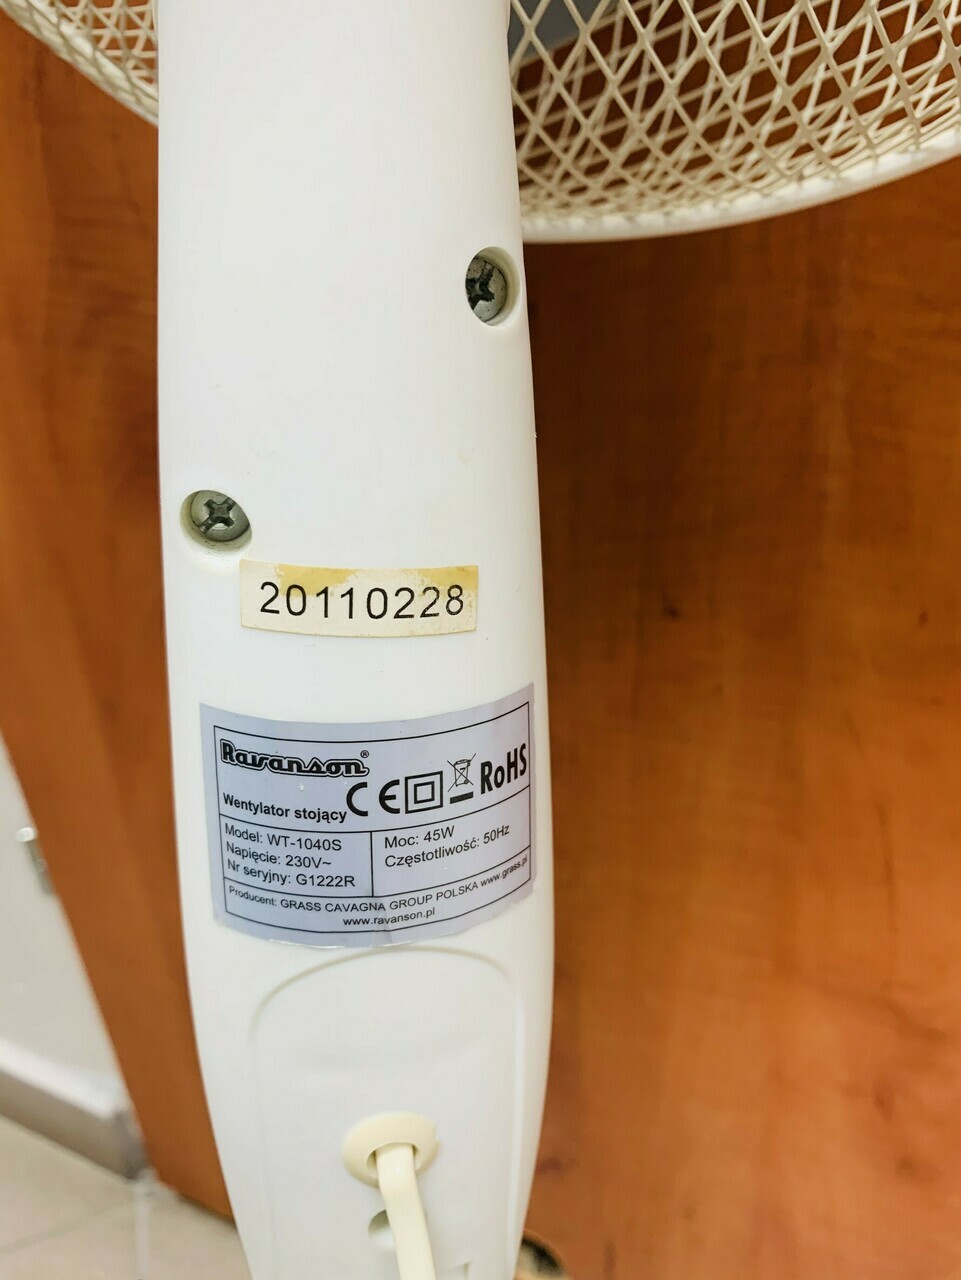 20110228
Ravanson®
Wentylator stojący CE RoHS
Model: WT-1040S
Napięcie: 230V~
Nr seryjny: G1222R
Moc: 45W
Częstotliwość: 50Hz
Producent: GRASS CAVAGNA GROUP POLSKA www.grass.pl
www.ravanson.pl